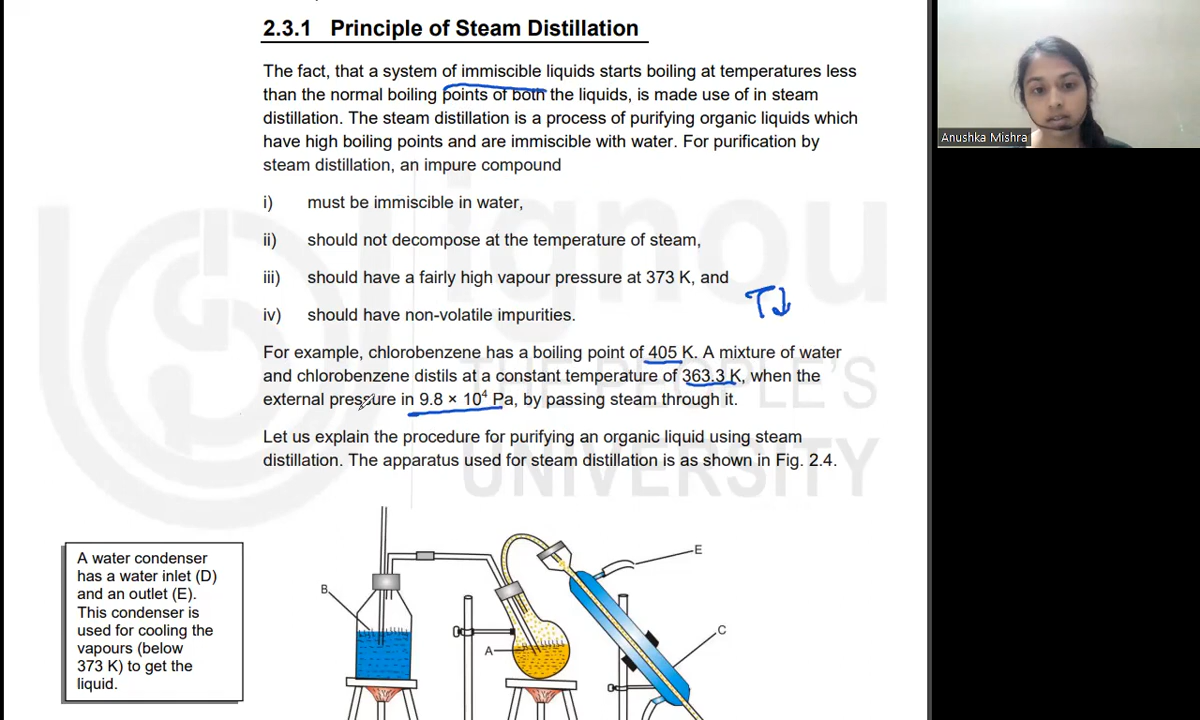 2.3.1 Principle of Steam Distillation
The fact, that a system of immiscible liquids starts boiling at temperatures less
than the normal boiling points of both the liquids, is made use of in steam
distillation. The steam distillation is a process of purifying organic liquids which
have high boiling points and are immiscible with water. For purification by
steam distillation, an impure compound
i) must be immiscible in water,
ii) should not decompose at the temperature of steam,
iii) should have a fairly high vapour pressure at 373 K, and
iv) should have non-volatile impurities.
T↓
For example, chlorobenzene has a boiling point of 405 K. A mixture of water
and chlorobenzene distils at a constant temperature of 363.3 K, when the
external pressure in 9.8 × 10⁴ Pa, by passing steam through it.
Let us explain the procedure for purifying an organic liquid using steam
distillation. The apparatus used for steam distillation is as shown in Fig. 2.4.
ignou
THE PEOPLE'S
UNIVERSITY
A water condenser
has a water inlet (D)
and an outlet (E).
This condenser is
used for cooling the
vapours (below
373 K) to get the
liquid.
B
A
E
C
Anushka Mishra